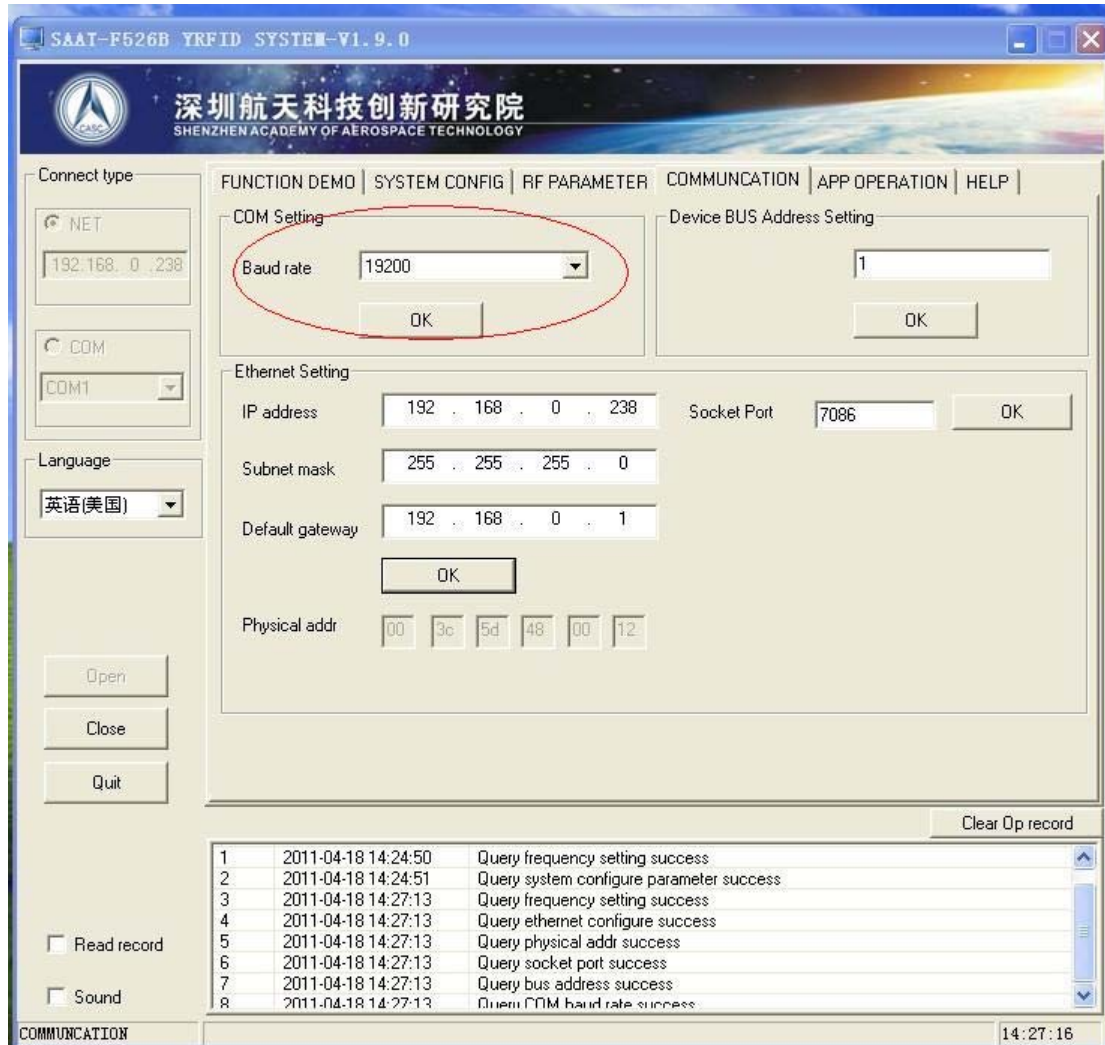 SAAT-F526B YRFID SYSTEM-V1.9.0
CASC
深圳航天科技创新研究院
SHENZHEN ACADEMY OF AEROSPACE TECHNOLOGY
Connect type
NET
192.168. 0 .238
COM
COM1
Language
英语(美国)
Open
Close
Quit
Read record
Sound
FUNCTION DEMO SYSTEM CONFIG RF PARAMETER COMMUNCATION APP OPERATION HELP
COM Setting
Baud rate 19200
OK
Device BUS Address Setting
1
OK
Ethernet Setting
IP address 192 . 168 . 0 . 238 Socket Port 7086 OK
Subnet mask 255 . 255 . 255 . 0
Default gateway 192 . 168 . 0 . 1
OK
Physical addr 00 3c 5d 48 00 12
Clear Op record
1 2011-04-18 14:24:50 Query frequency setting success
2 2011-04-18 14:24:51 Query system configure parameter success
3 2011-04-18 14:27:13 Query frequency setting success
4 2011-04-18 14:27:13 Query ethernet configure success
5 2011-04-18 14:27:13 Query physical addr success
6 2011-04-18 14:27:13 Query socket port success
7 2011-04-18 14:27:13 Query bus address success
8 2011-04-18 14:27:13 Query COM baud rate success
COMMUNCATION 14:27:16